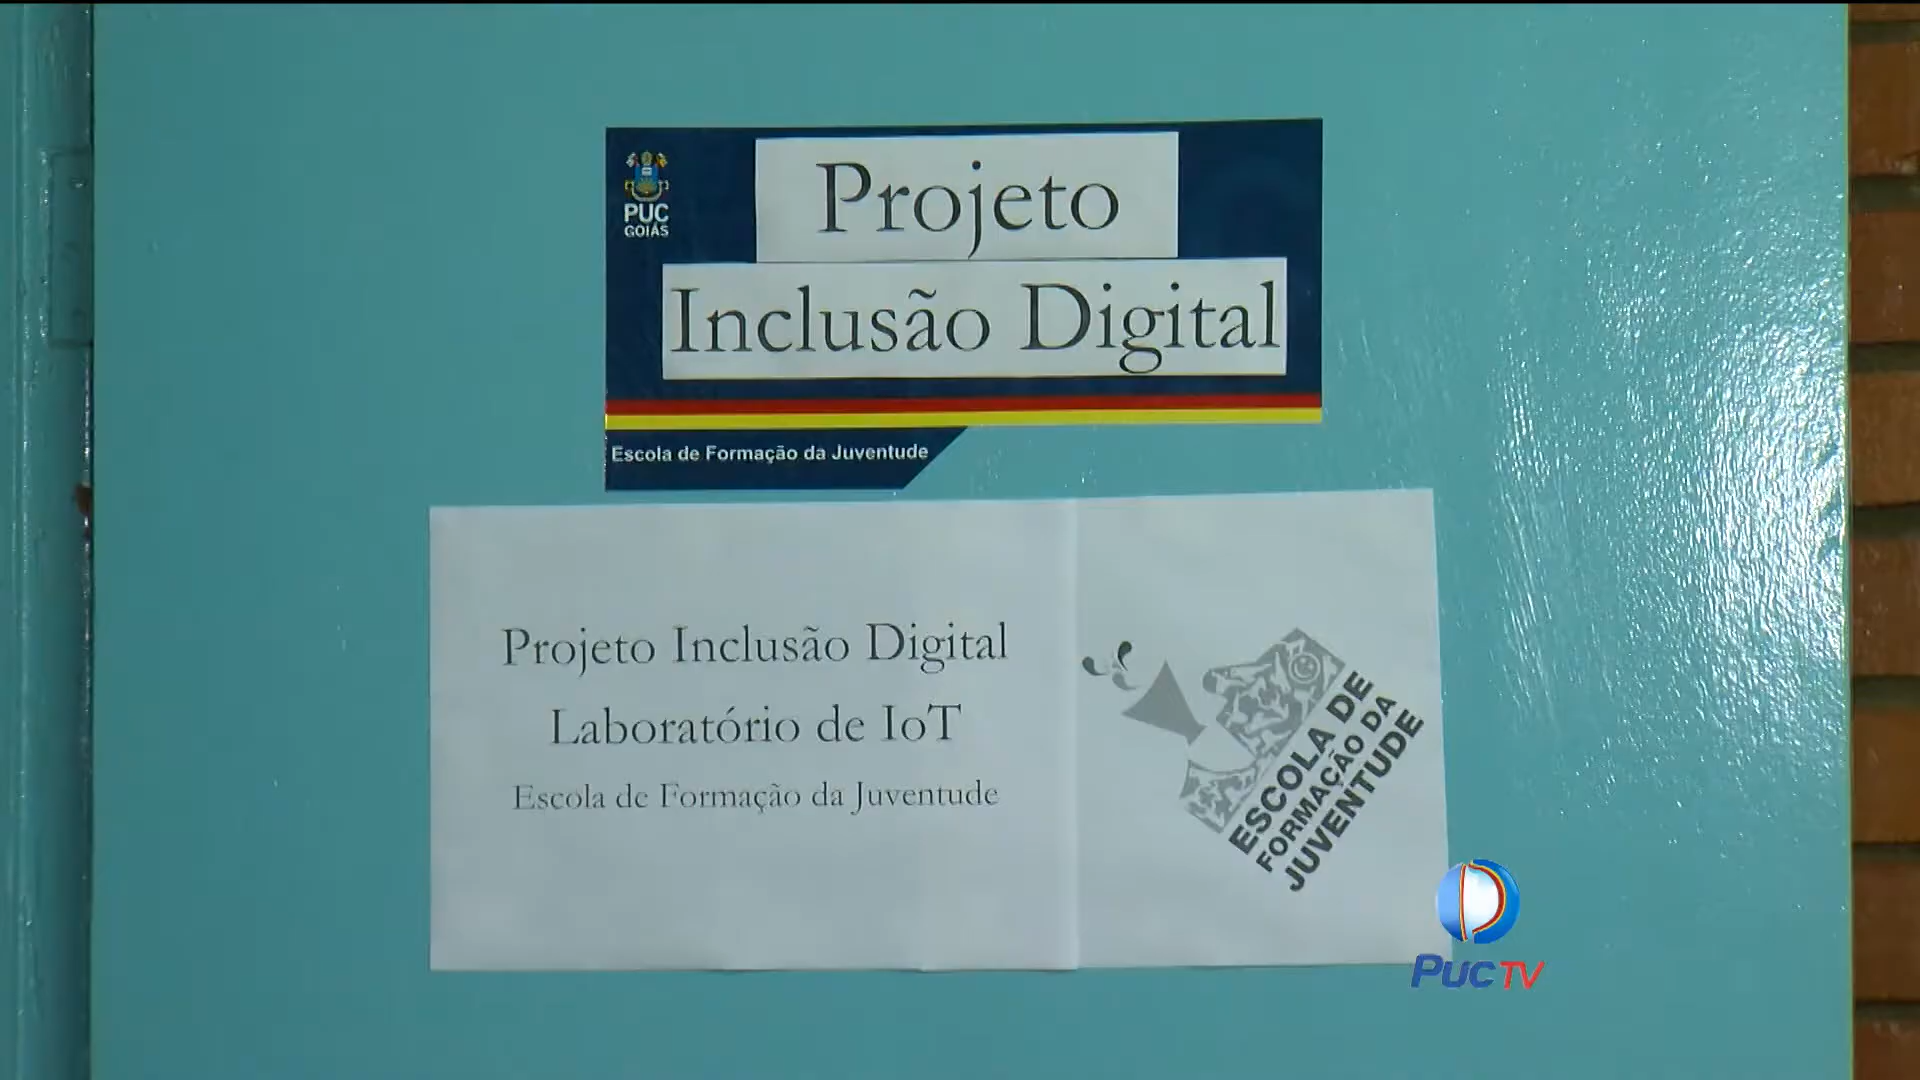 PUC
GOIÁS
Projeto
Inclusão Digital
Escola de Formação da Juventude
Projeto Inclusão Digital
Laboratório de IoT
Escola de Formação da Juventude
ESCOLA DE
FORMAÇÃO DA
JUVENTUDE
PUC TV